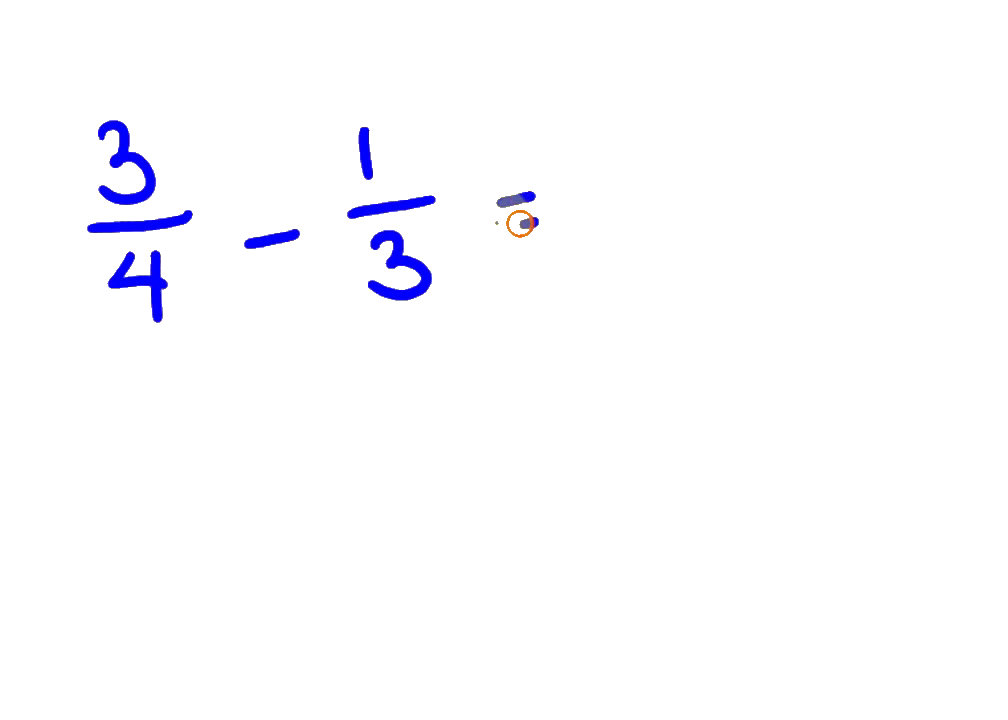 3/4 - 1/3 =